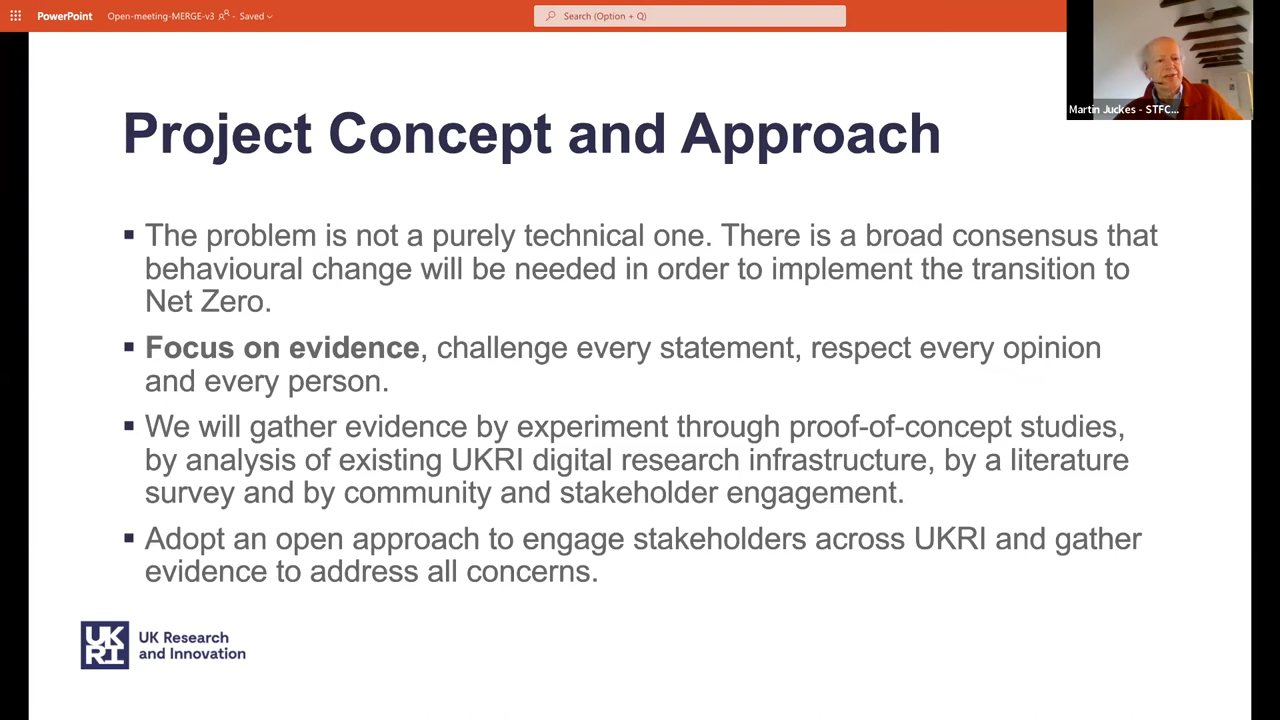 PowerPoint Open-meeting-MERGE-v3 - Saved Search (Option + Q)
Martin Juckes - STFC...
Project Concept and Approach
▪ The problem is not a purely technical one. There is a broad consensus that
behavioural change will be needed in order to implement the transition to
Net Zero.
▪ Focus on evidence, challenge every statement, respect every opinion
and every person.
▪ We will gather evidence by experiment through proof-of-concept studies,
by analysis of existing UKRI digital research infrastructure, by a literature
survey and by community and stakeholder engagement.
▪ Adopt an open approach to engage stakeholders across UKRI and gather
evidence to address all concerns.
UK
RI
UK Research
and Innovation